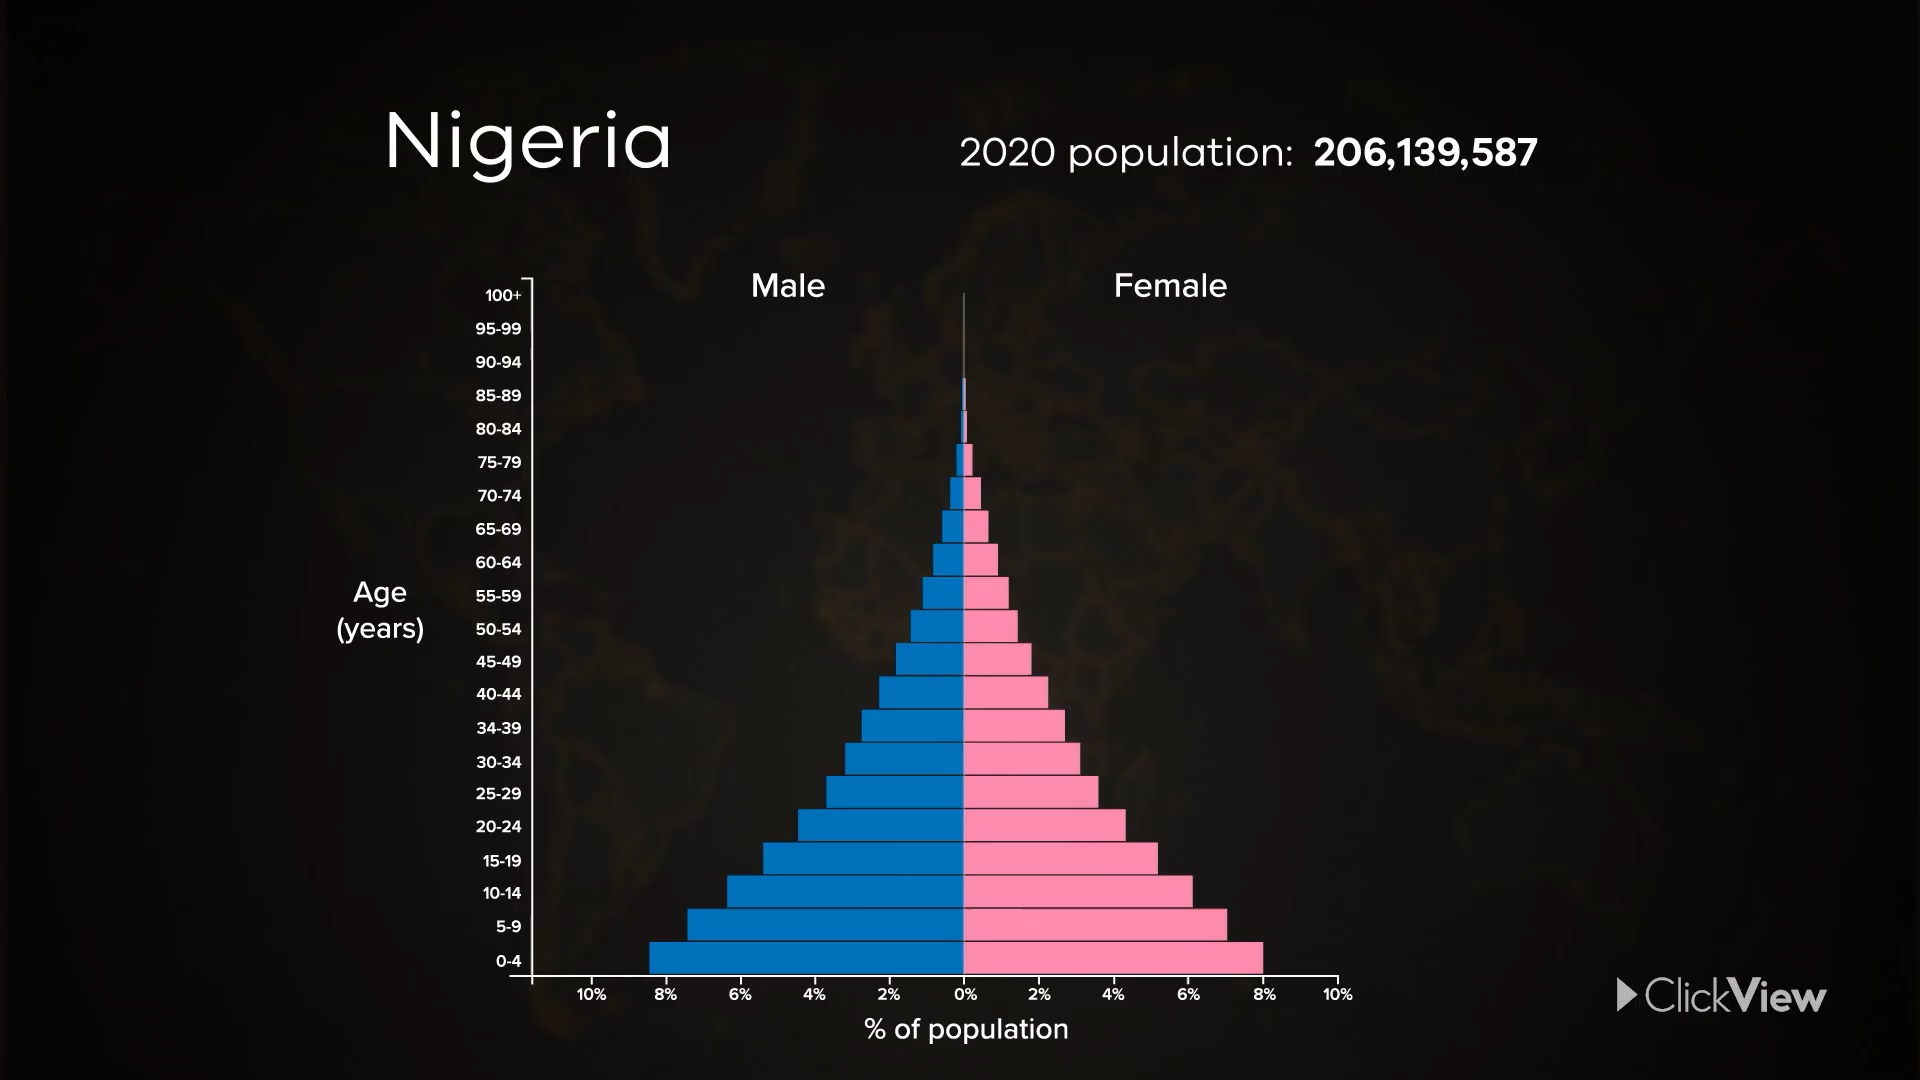 Nigeria
2020 population: 206,139,587
Male Female
100+
95-99
90-94
85-89
80-84
75-79
70-74
65-69
60-64
55-59
50-54
45-49
40-44
34-39
30-34
25-29
20-24
15-19
10-14
5-9
0-4
Age
(years)
10% 8% 6% 4% 2% 0% 2% 4% 6% 8% 10%
% of population
ClickView